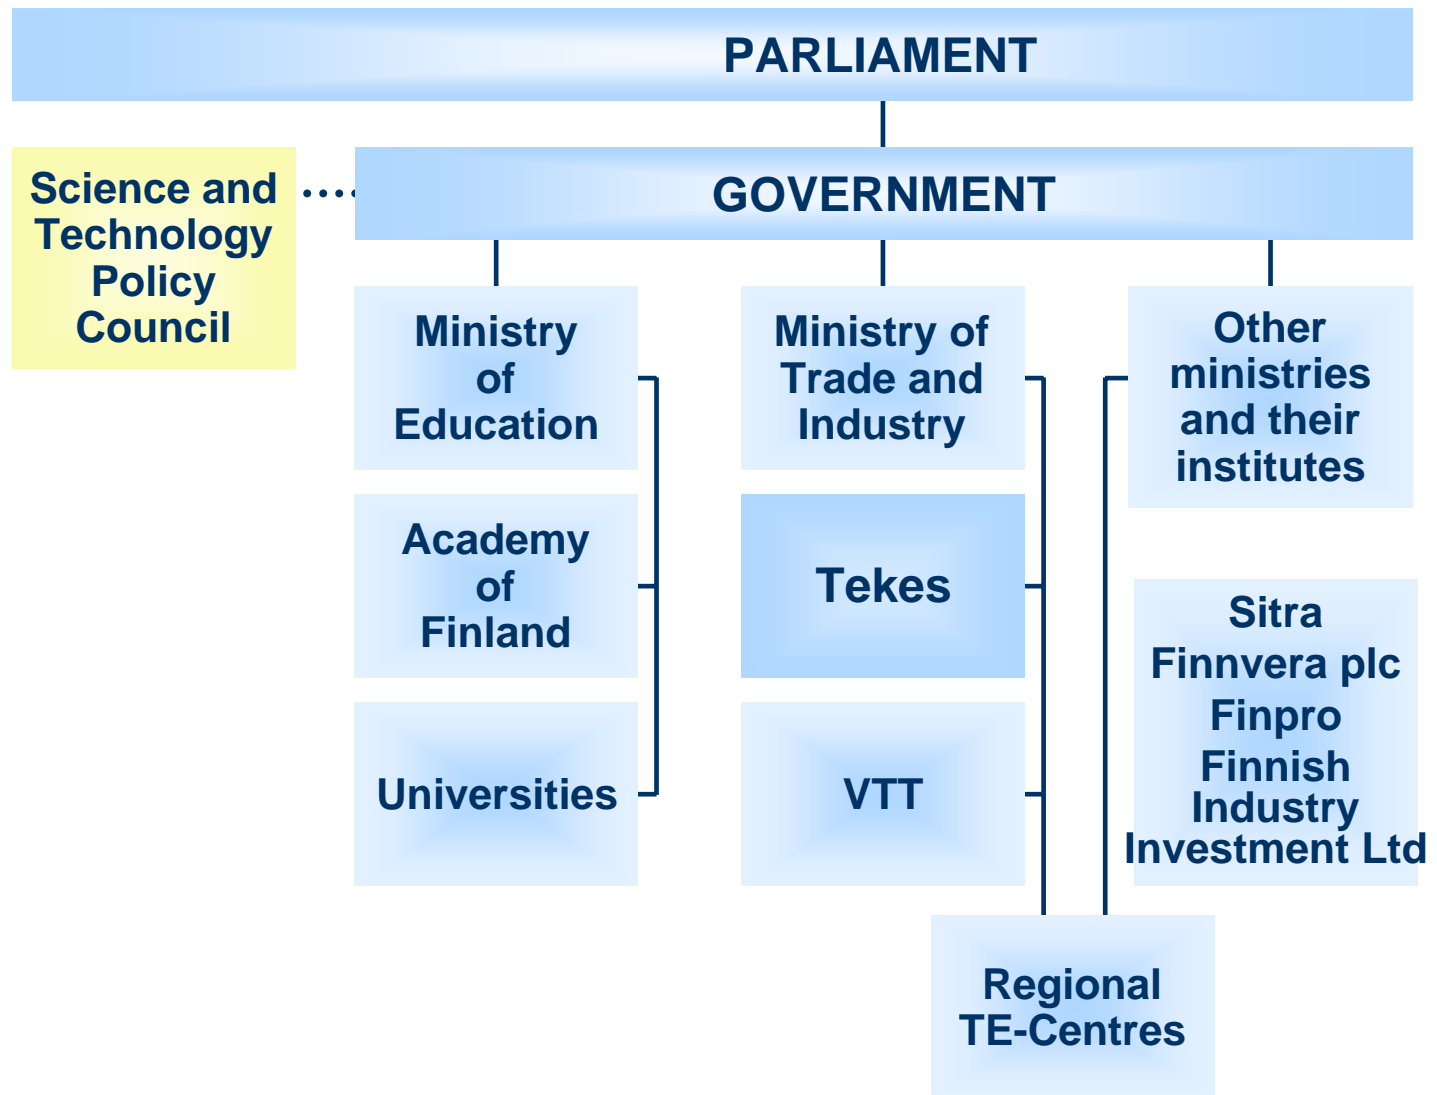 PARLIAMENT
Science and
Technology
Policy
Council
GOVERNMENT
Ministry
of
Education
Ministry of
Trade and
Industry
Other
ministries
and their
institutes
Academy
of
Finland
Tekes
Sitra
Finnvera plc
Finpro
Finnish
Industry
Investment Ltd
Universities
VTT
Regional
TE-Centres